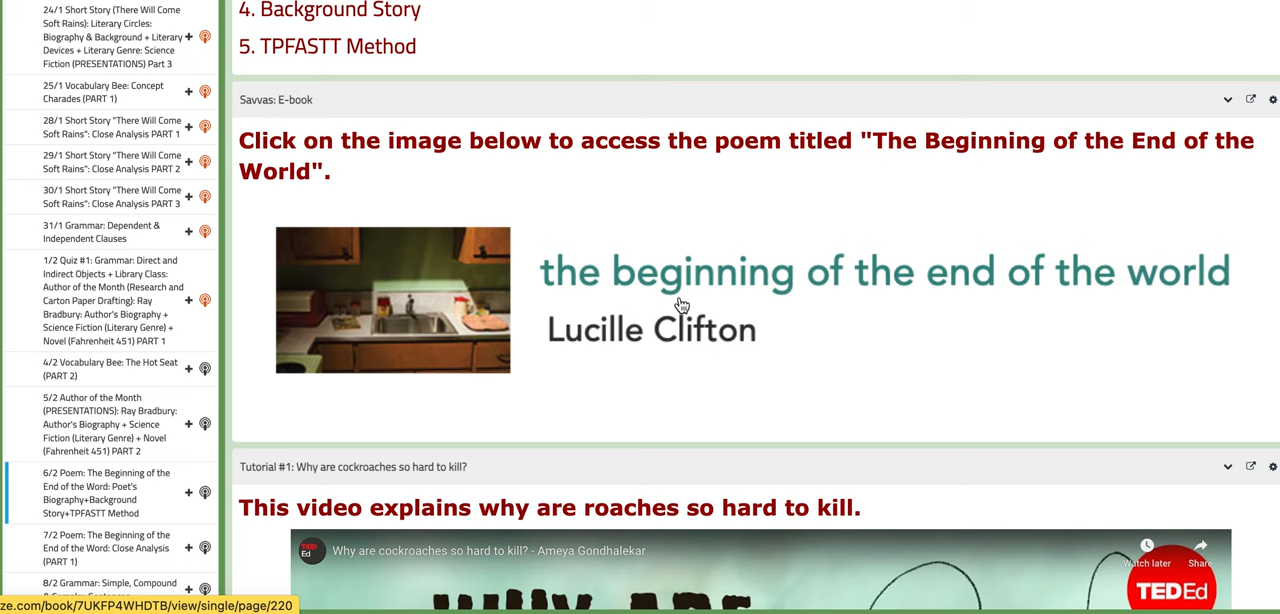 24/1 Short Story (There Will Come
Soft Rains): Literary Circles:
Biography & Background + Literary
Devices + Literary Genre: Science
Fiction (PRESENTATIONS) Part 3
25/1 Vocabulary Bee: Concept
Charades (PART 1)
28/1 Short Story "There Will Come
Soft Rains": Close Analysis PART 1
29/1 Short Story "There Will Come
Soft Rains": Close Analysis PART 2
30/1 Short Story "There Will Come
Soft Rains": Close Analysis PART 3
31/1 Grammar: Dependent &
Independent Clauses
1/2 Quiz #1: Grammar: Direct and
Indirect Objects + Library Class:
Author of the Month (Research and
Carton Paper Drafting): Ray
Bradbury: Author's Biography +
Science Fiction (Literary Genre) +
Novel (Fahrenheit 451) PART 1
4/2 Vocabulary Bee: The Hot Seat
(PART 2)
5/2 Author of the Month
(PRESENTATIONS): Ray Bradbury:
Author's Biography + Science
Fiction (Literary Genre) + Novel
(Fahrenheit 451) PART 2
6/2 Poem: The Beginning of the
End of the Word: Poet's
Biography+Background
Story+TPFASTT Method
7/2 Poem: The Beginning of the
End of the Word: Close Analysis
(PART 1)
8/2 Grammar: Simple, Compound
ze.com/book/7UKFP4WHDTB/view/single/page/220
4. Background Story
5. TPFASTT Method
Savvas: E-book
Click on the image below to access the poem titled "The Beginning of the End of the
World".
the beginning of the end of the world
Lucille Clifton
Tutorial #1: Why are cockroaches so hard to kill?
This video explains why are roaches so hard to kill.
TED Ed
Why are cockroaches so hard to kill? - Ameya Gondhalekar
Watch later
Share
WHY ARE
TEDEd